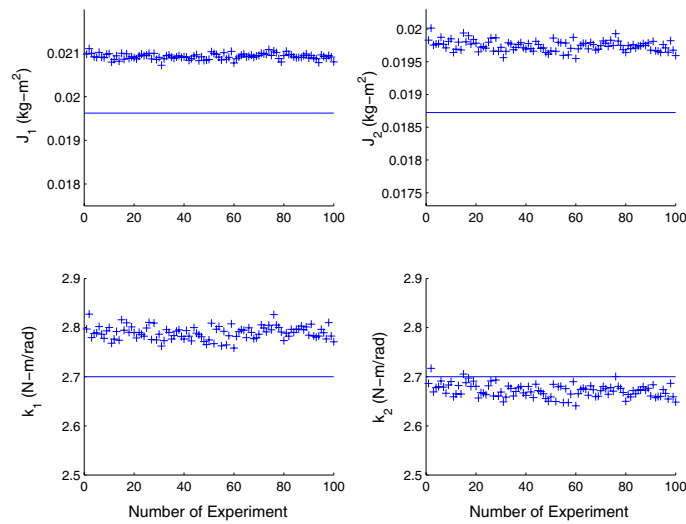 0.021
0.02
0.019
0.018
J1 (kg−m2)
0 20 40 60 80 100
0.02
0.0195
0.019
0.0185
0.018
0.0175
J2 (kg−m2)
0 20 40 60 80 100
2.9
2.8
2.7
2.6
2.5
k1 (N−m/rad)
0 20 40 60 80 100
Number of Experiment
2.9
2.8
2.7
2.6
2.5
k2 (N−m/rad)
0 20 40 60 80 100
Number of Experiment